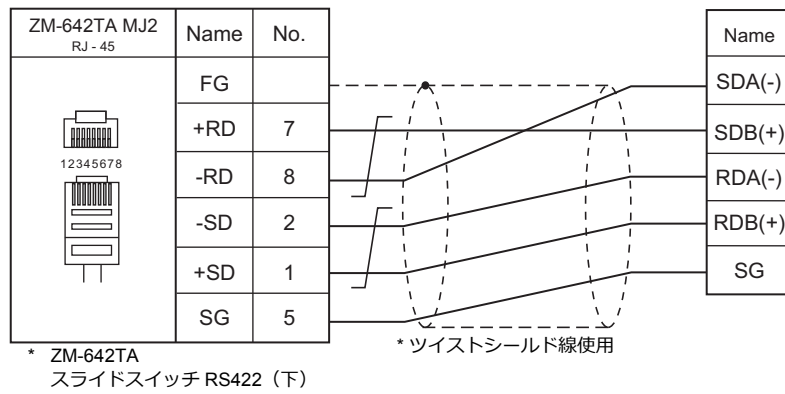 ZM-642TA MJ2
RJ - 45
Name No.
FG
+RD 7
-RD 8
-SD 2
+SD 1
SG 5
12345678
Name
SDA(-)
SDB(+)
RDA(-)
RDB(+)
SG
* ツイストシールド線使用
* ZM-642TA
スライドスイッチ RS422（下）